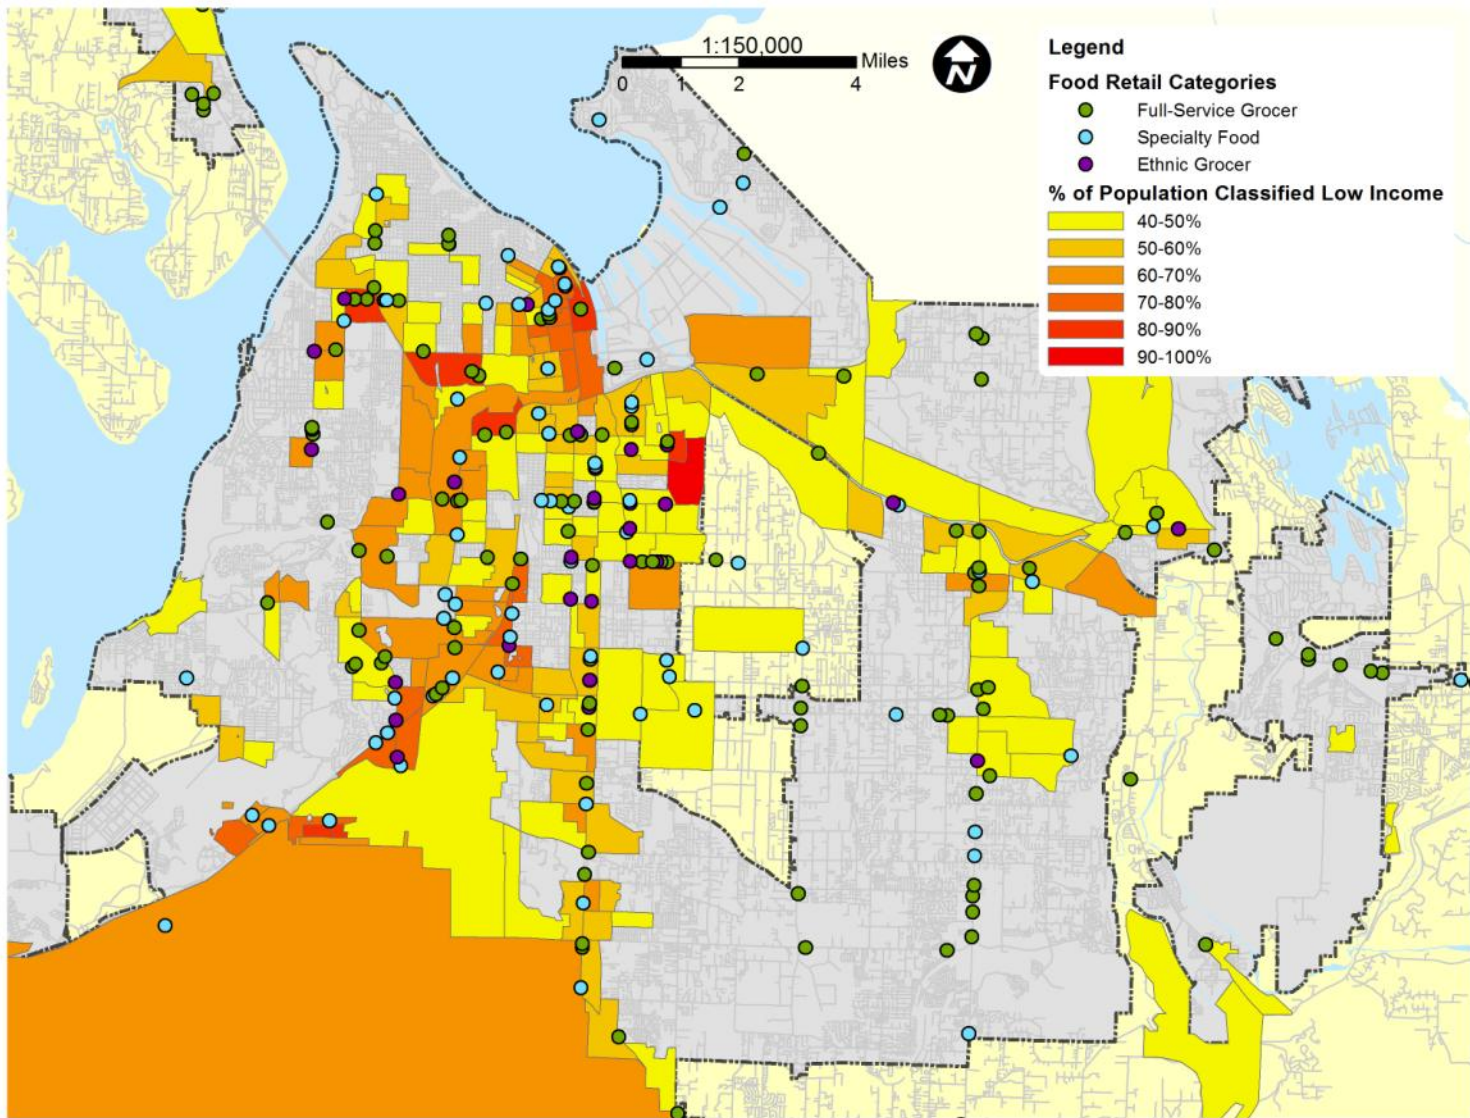 1:150,000
Miles
0 1 2 4
N
Legend
Food Retail Categories
Full-Service Grocer
Specialty Food
Ethnic Grocer
% of Population Classified Low Income
40-50%
50-60%
60-70%
70-80%
80-90%
90-100%